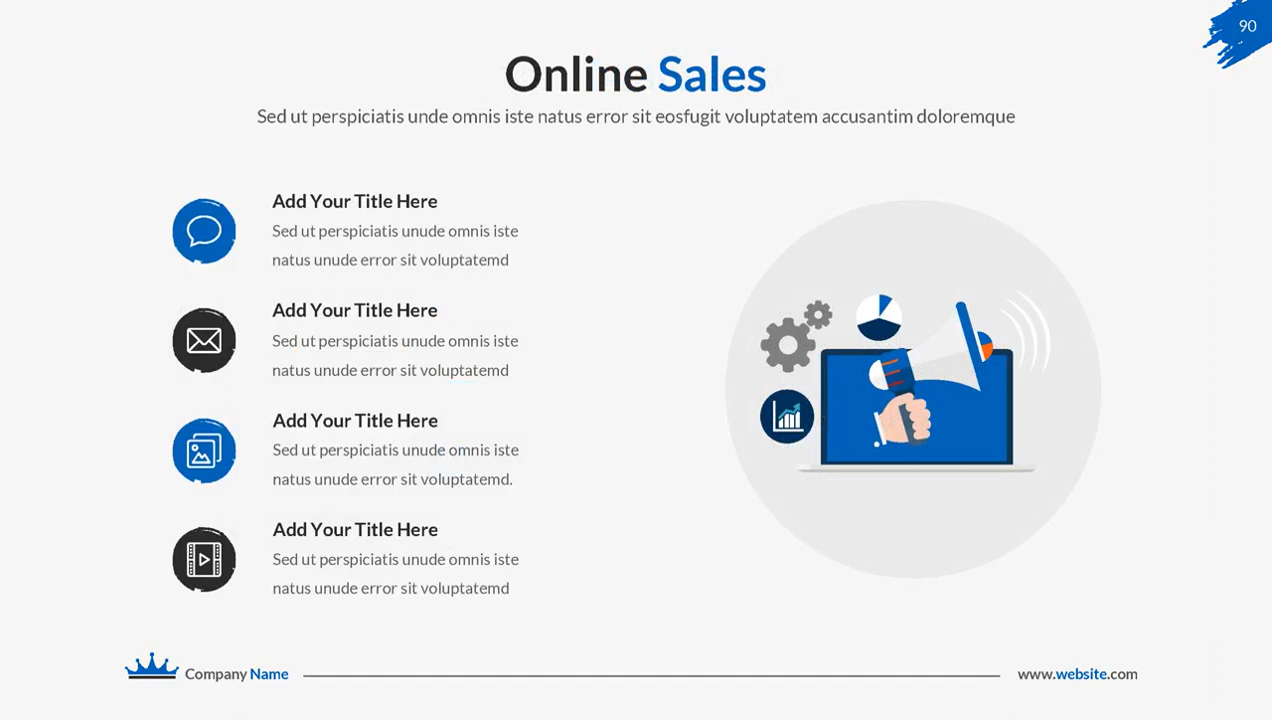 90
Online Sales
Sed ut perspiciatis unde omnis iste natus error sit eosfugit voluptatem accusantim doloremque
Add Your Title Here
Sed ut perspiciatis unude omnis iste
natus unude error sit voluptatemd
Add Your Title Here
Sed ut perspiciatis unude omnis iste
natus unude error sit voluptatemd
Add Your Title Here
Sed ut perspiciatis unude omnis iste
natus unude error sit voluptatemd.
Add Your Title Here
Sed ut perspiciatis unude omnis iste
natus unude error sit voluptatemd
Company Name
www.website.com